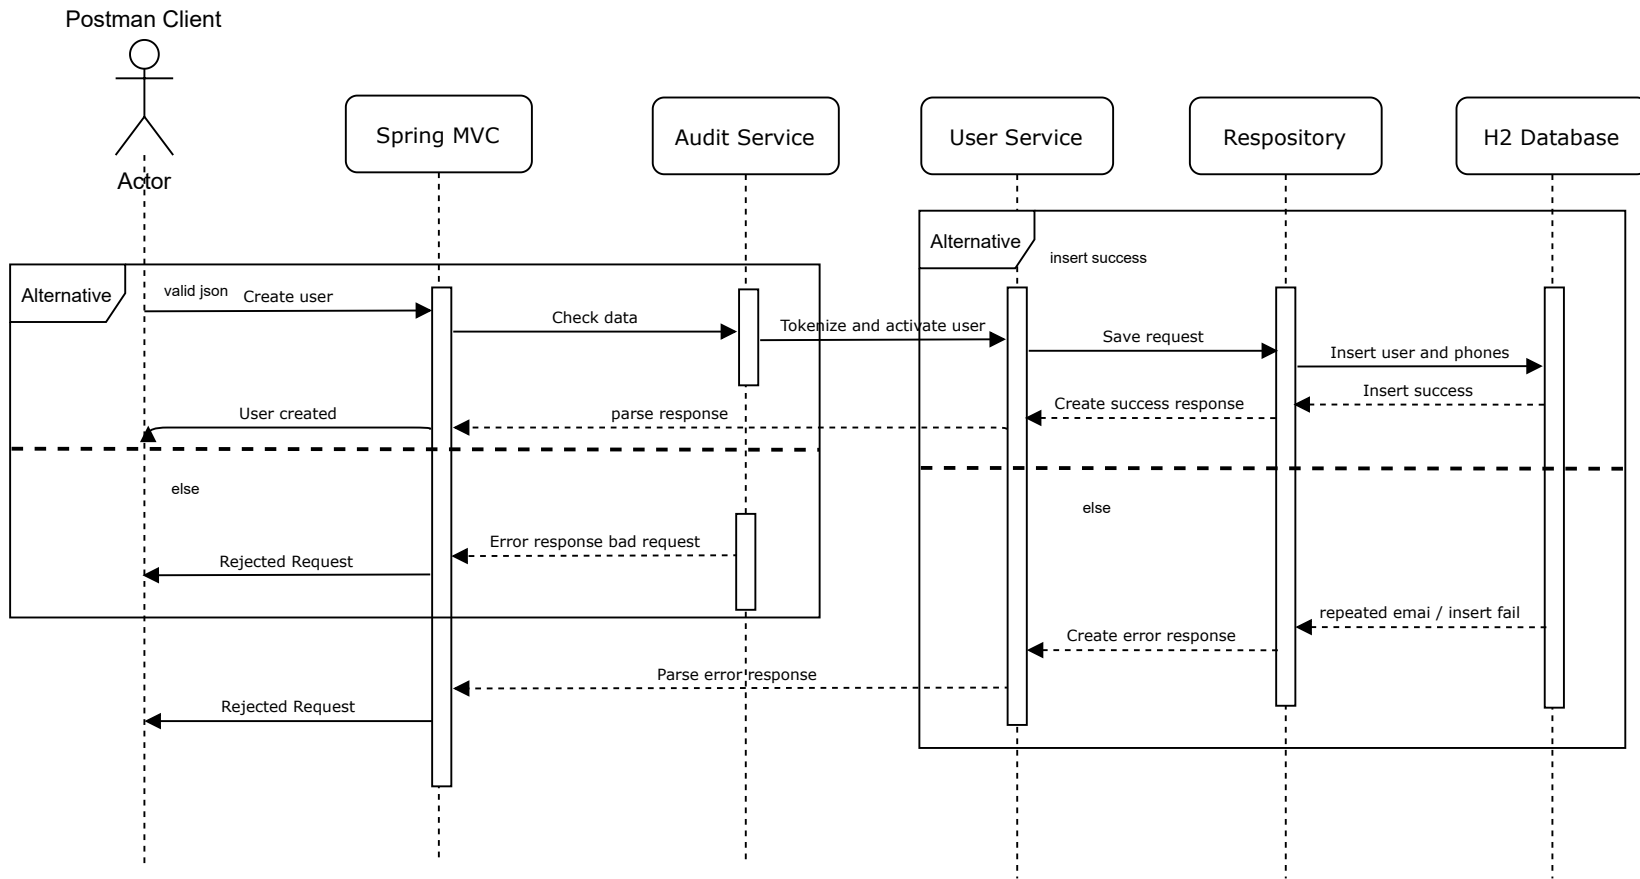 Postman Client
Actor
Spring MVC
Audit Service
User Service
Respository
H2 Database
Alternative
insert success
Alternative
valid json
Create user
Check data
Tokenize and activate user
Save request
Insert user and phones
Insert success
Create success response
parse response
User created
else
else
Error response bad request
Rejected Request
repeated emai / insert fail
Create error response
Parse error response
Rejected Request